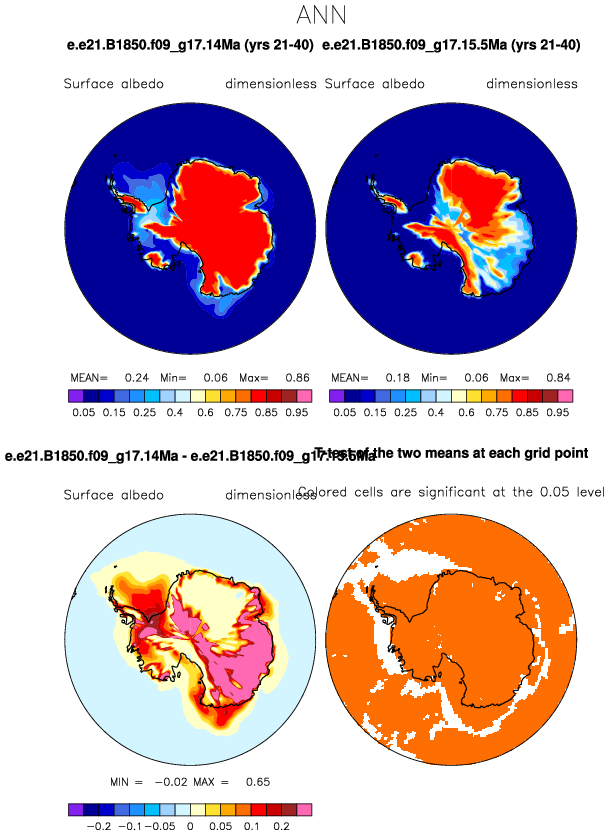 ANN
e.e21.B1850.f09_g17.14Ma (yrs 21-40) e.e21.B1850.f09_g17.15.5Ma (yrs 21-40)
Surface albedo dimensionless Surface albedo dimensionless
MEAN= 0.24 Min= 0.06 Max= 0.86 MEAN= 0.18 Min= 0.06 Max= 0.84
0.05 0.15 0.25 0.4 0.6 0.75 0.85 0.95 0.05 0.15 0.25 0.4 0.6 0.75 0.85 0.95
e.e21.B1850.f09_g17.14Ma - e.e21.B1850.f09_g17.15.5Ma T-test of the two means at each grid point
Surface albedo dimensionless Colored cells are significant at the 0.05 level
MIN = -0.02 MAX = 0.65
-0.2 -0.1 -0.05 0 0.05 0.1 0.2